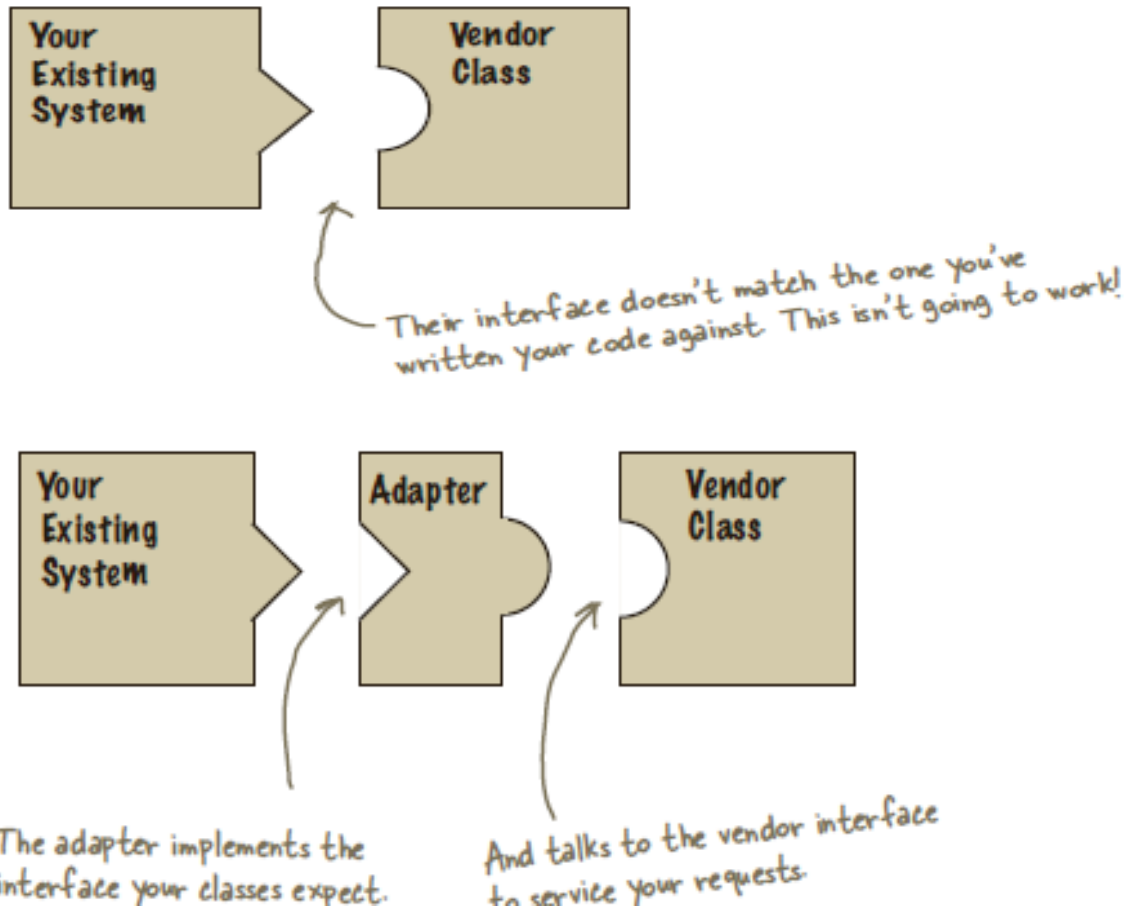 Your
Existing
System
Vendor
Class
Their interface doesn't match the one you've
written your code against. This isn't going to work!
Your
Existing
System
Adapter
Vendor
Class
The adapter implements the
interface your classes expect.
And talks to the vendor interface
to service your requests.